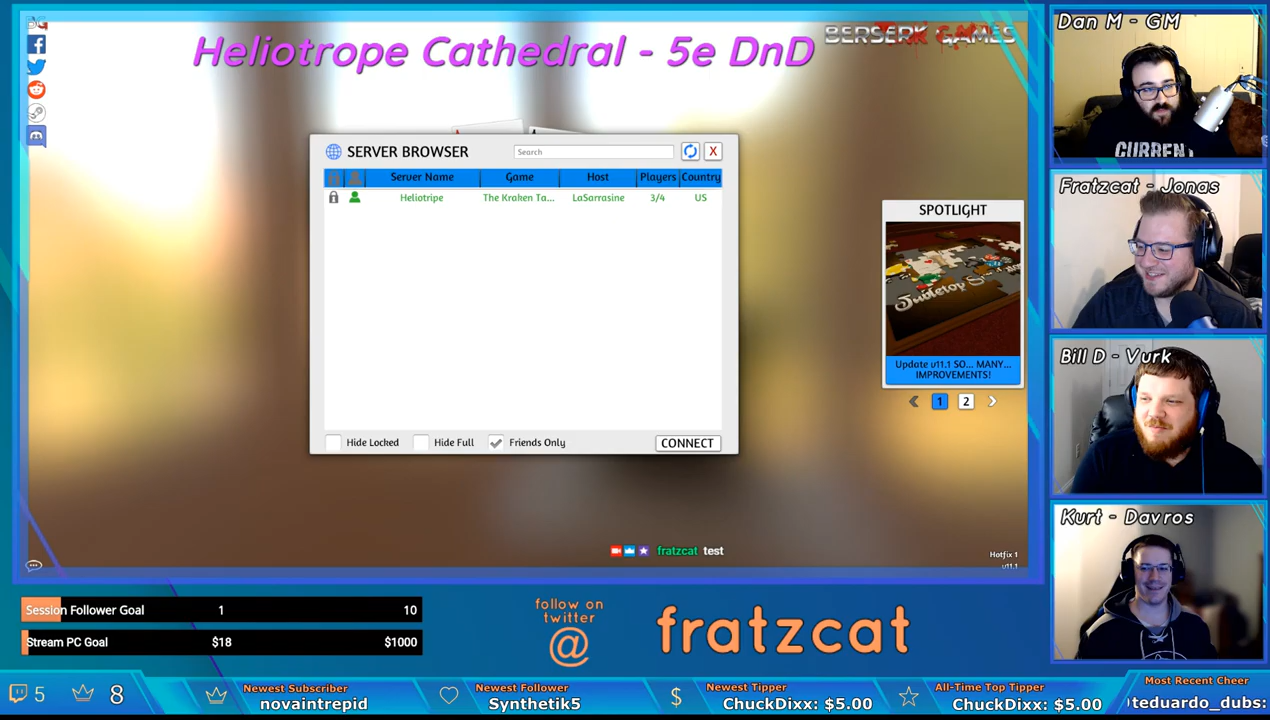 Heliotrope Cathedral - 5e DnD
BERSERK GAMES
SERVER BROWSER
Search
X
Server Name Game Host Players Country
Heliotripe The Kraken Ta... LaSarrasine 3/4 US
Hide Locked Hide Full Friends Only CONNECT
SPOTLIGHT
Tabletop
Update v11.1 SO... MANY...
IMPROVEMENTS!
1 2
fratzcat test
Hotfix 1
v11.1
Dan M - GM
CURRENT
Fratzcat - Jonas
Bill D - Vurk
Kurt - Davros
Session Follower Goal 1 10
Stream PC Goal $18 $1000
follow on
twitter
@
fratzcat
5 8
Newest Subscriber
novaintrepid
Newest Follower
Synthetik5
$
Newest Tipper
ChuckDixx: $5.00
All-Time Top Tipper
ChuckDixx: $5.00
Most Recent Cheer
teduardo_dubs: